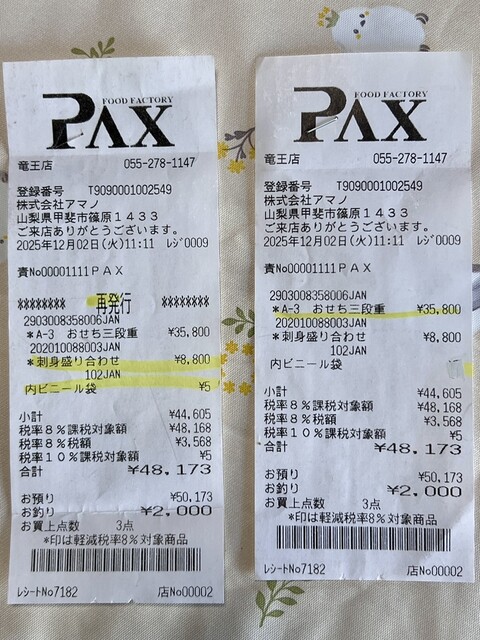 FOOD FACTORY
PAX
竜王店 055-278-1147
登録番号 T9090001002549
株式会社アマノ
山梨県甲斐市篠原1433
ご来店ありがとうございます。
2025年12月02日(火)11:11 レジ0009
責No00001111PAX
******** 再発行 ********
2903008358006JAN
*A-3 おせち三段重 ¥35,800
202010088003JAN
*刺身盛り合わせ ¥8,800
102JAN
内ビニール袋 ¥5
小計 ¥44,605
税率8%課税対象額 ¥48,168
税率8%税額 ¥3,568
税率10%課税対象額 ¥5
合計 ¥48,173
お預り ¥50,173
お釣り ¥2,000
お買上点数 3点
*印は軽減税率8%対象商品
レシートNo7182 店No00002
FOOD FACTORY
PAX
竜王店 055-278-1147
登録番号 T9090001002549
株式会社アマノ
山梨県甲斐市篠原1433
ご来店ありがとうございます。
2025年12月02日(火)11:11 レジ0009
責No00001111PAX
2903008358006JAN
*A-3 おせち三段重 ¥35,800
202010088003JAN
*¥8,800
内ビニール袋
小計 ¥44,605
税率8%課税対象額 ¥48,168
税率8%税額 ¥3,568
税率10%課税対象額 ¥5
合計 ¥48,173
お預り ¥50,173
お釣り ¥2,000
お買上点数 3点
*印は軽減税率8%対象商品
レシートNo7182 店No00002